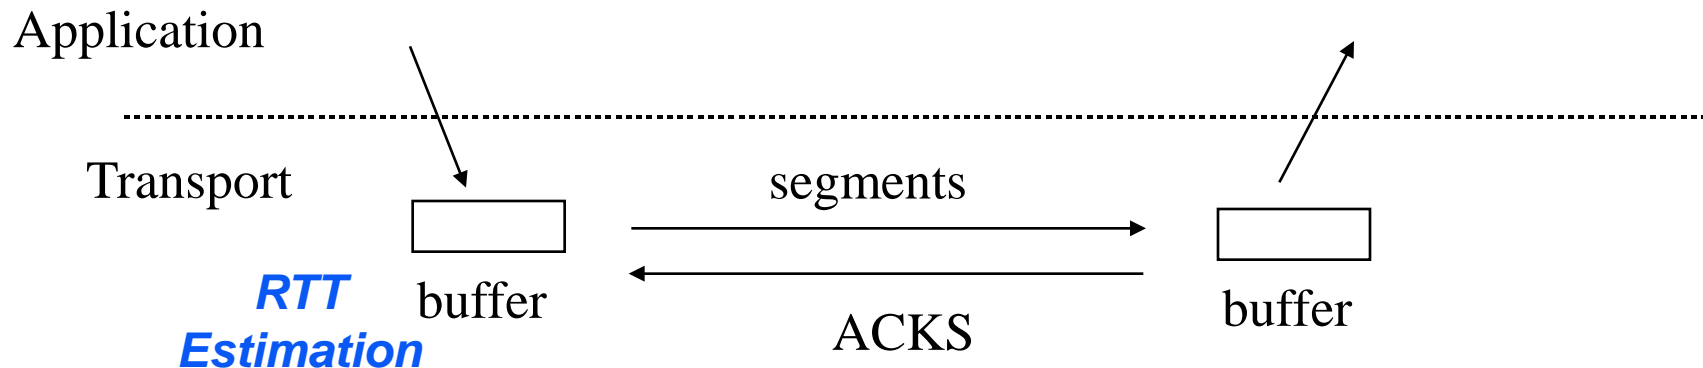 Application
Transport
segments
RTT
Estimation
buffer
ACKS
buffer